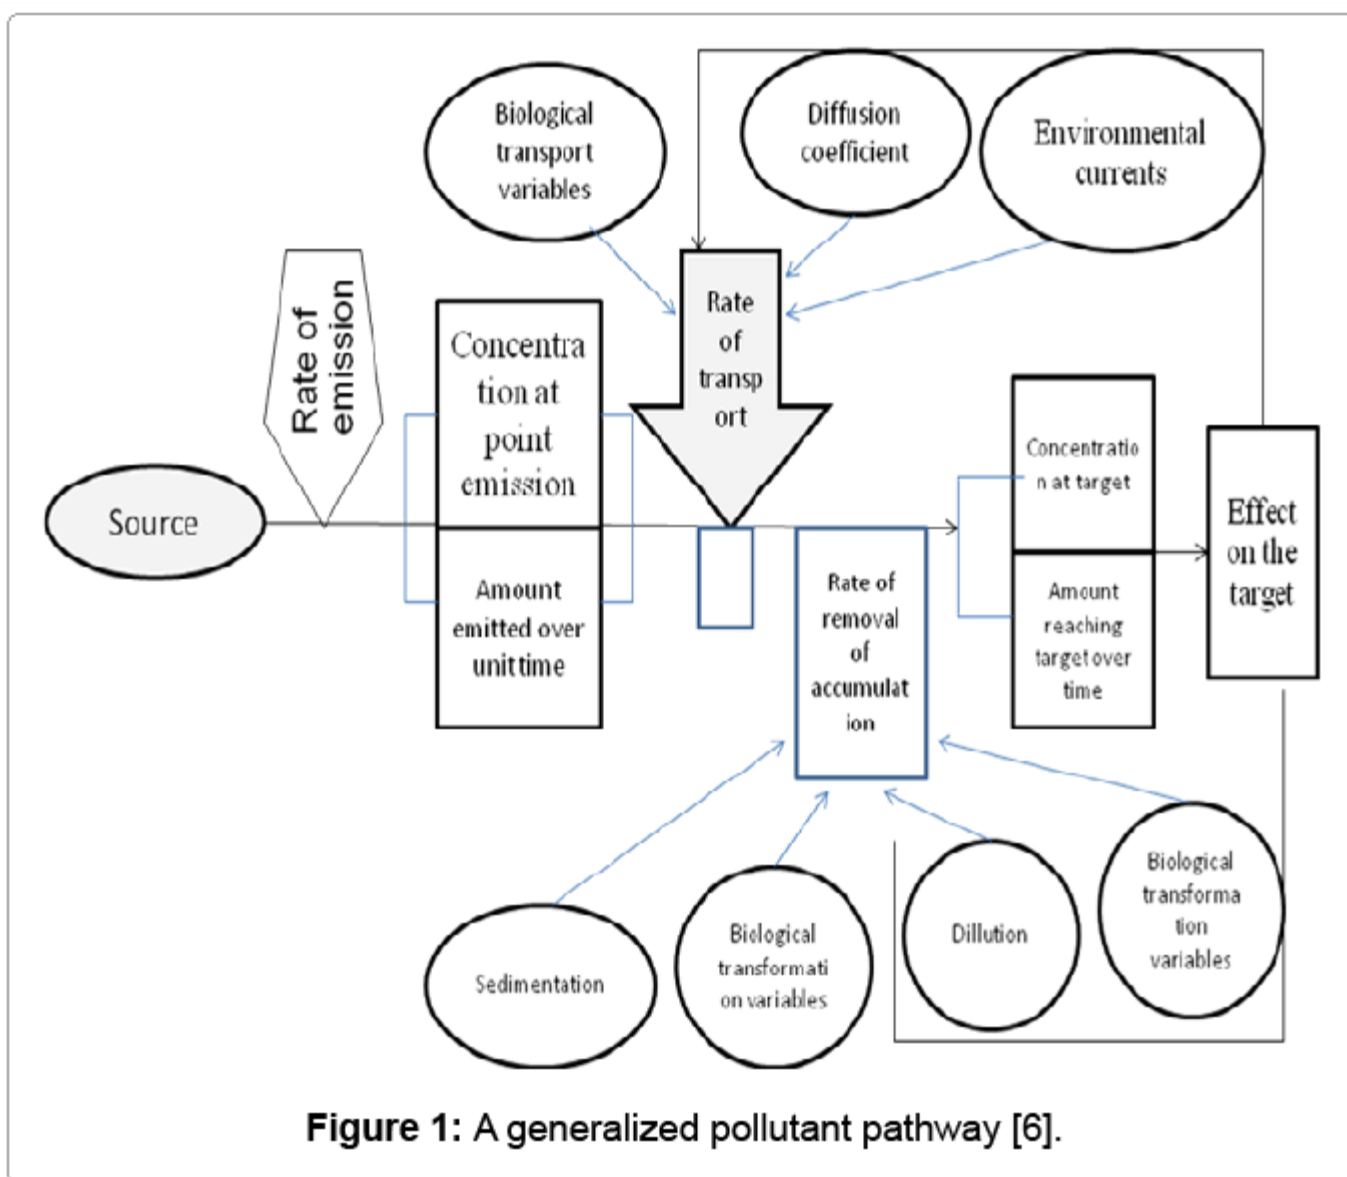 Biological
transport
variables
Diffusion
coefficient
Environmental
currents
Rate of
emission
Concentra
tion at
point
emission
Rate
of
transp
ort
Source
Amount
emitted over
unit time
Rate of
removal
of
accumulat
ion
Concentratio
n at target
Amount
reaching
target over
time
Effect
on the
target
Sedimentation
Biological
transformati
on variables
Dillution
Biological
transforma
tion
variables
Figure 1: A generalized pollutant pathway [6].